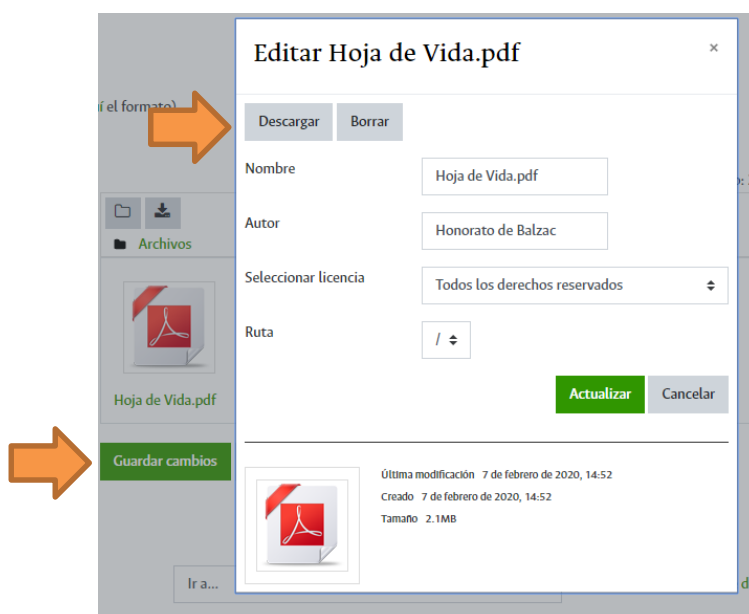 Editar Hoja de Vida.pdf ×
í el formato)
Descargar Borrar
Nombre Hoja de Vida.pdf
Autor Honorato de Balzac
Archivos
Seleccionar licencia Todos los derechos reservados
Ruta /
Hoja de Vida.pdf
Actualizar Cancelar
Guardar cambios
Última modificación 7 de febrero de 2020, 14:52
Creado 7 de febrero de 2020, 14:52
Tamaño 2.1MB
Ir a...